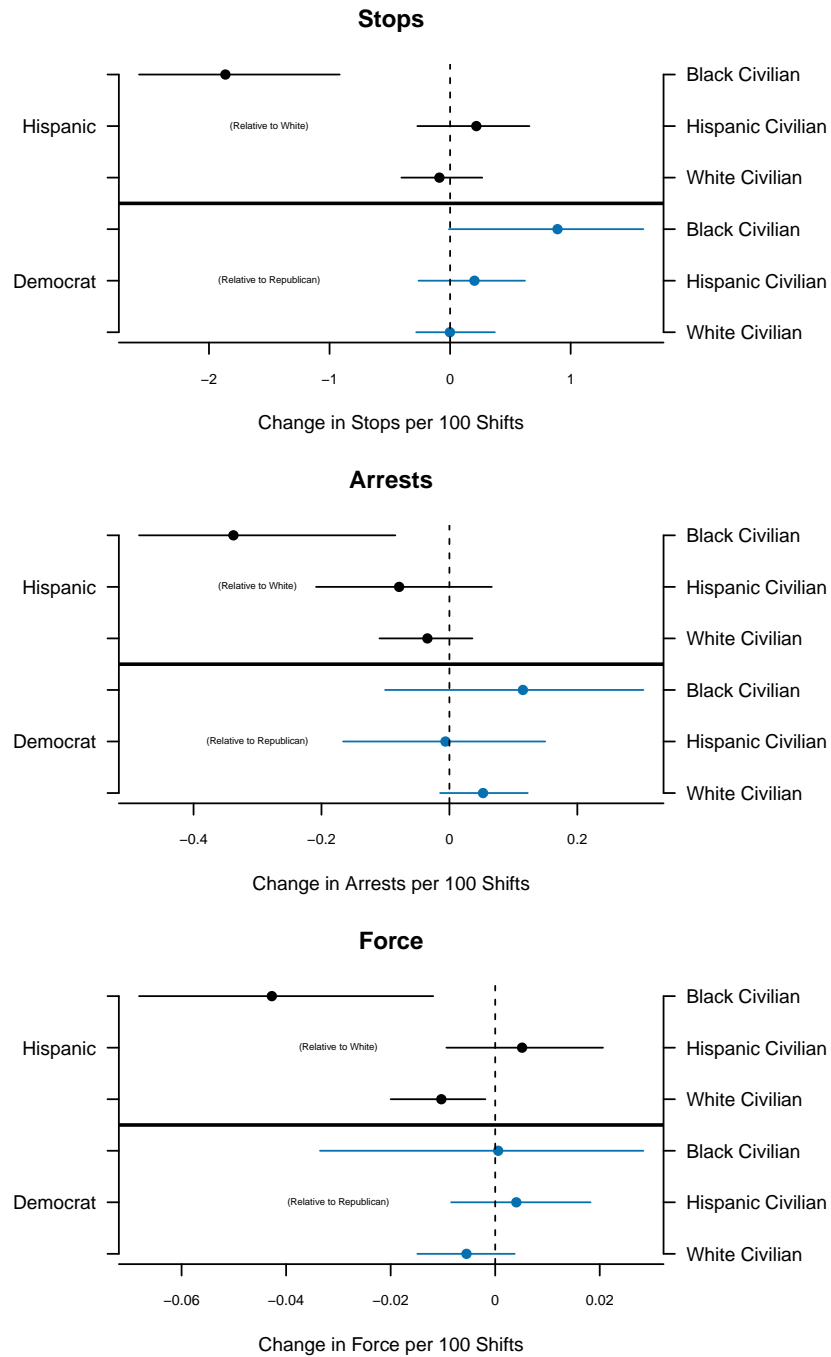 Stops
Black Civilian
Hispanic (Relative to White) Hispanic Civilian
White Civilian
Black Civilian
Democrat (Relative to Republican) Hispanic Civilian
White Civilian
−2 −1 0 1
Change in Stops per 100 Shifts
Arrests
Black Civilian
Hispanic (Relative to White) Hispanic Civilian
White Civilian
Black Civilian
Democrat (Relative to Republican) Hispanic Civilian
White Civilian
−0.4 −0.2 0 0.2
Change in Arrests per 100 Shifts
Force
Black Civilian
Hispanic (Relative to White) Hispanic Civilian
White Civilian
Black Civilian
Democrat (Relative to Republican) Hispanic Civilian
White Civilian
−0.06 −0.04 −0.02 0 0.02
Change in Force per 100 Shifts